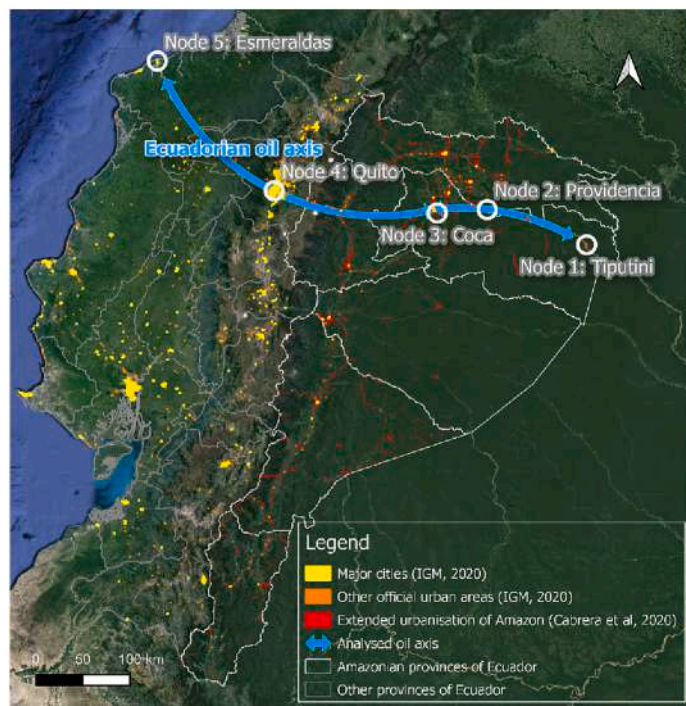 Node 5: Esmeraldas
Ecuadorian oil axis
Node 4: Quito
Node 2: Providencia
Node 3: Coca
Node 1: Tiputini
Legend
Major cities (IGM, 2020)
Other official urban areas (IGM, 2020)
Extended urbanisation of Amazon (Cabrera et al, 2020)
Analysed oil axis
Amazonian provinces of Ecuador
Other provinces of Ecuador
0 50 100 km